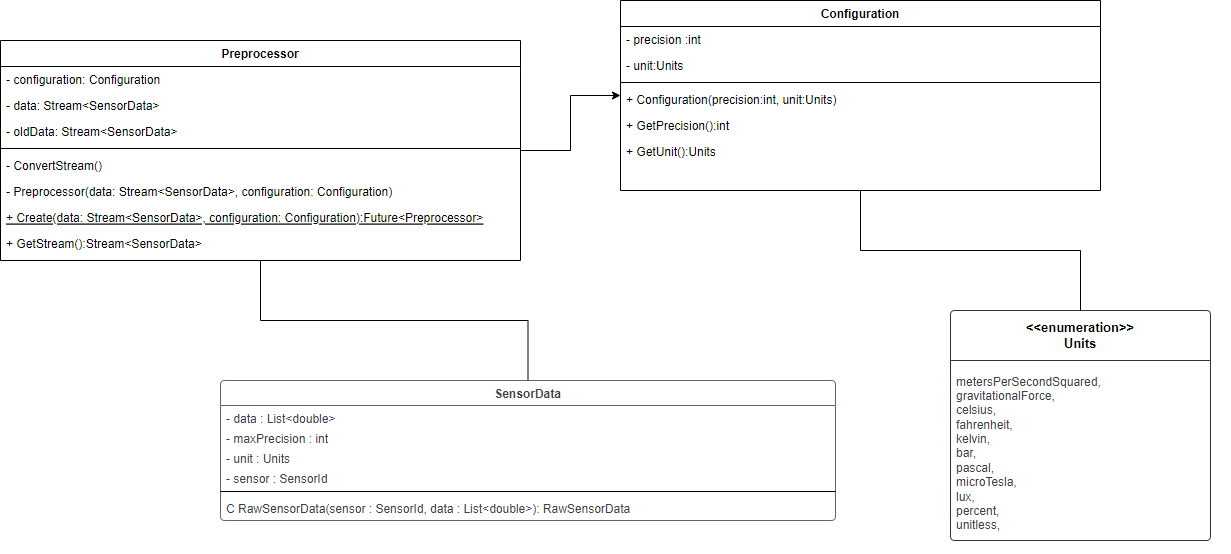 Preprocessor
- configuration: Configuration
- data: Stream<SensorData>
- oldData: Stream<SensorData>
- ConvertStream()
- Preprocessor(data: Stream<SensorData>, configuration: Configuration)
+ Create(data: Stream<SensorData>, configuration: Configuration):Future<Preprocessor>
+ GetStream():Stream<SensorData>
Configuration
- precision :int
- unit:Units
+ Configuration(precision:int, unit:Units)
+ GetPrecision():int
+ GetUnit():Units
SensorData
- data : List<double>
- maxPrecision : int
- unit : Units
- sensor : SensorId
C RawSensorData(sensor : SensorId, data : List<double>): RawSensorData
<<enumeration>>
Units
metersPerSecondSquared,
gravitationalForce,
celsius,
fahrenheit,
kelvin,
bar,
pascal,
microTesla,
lux,
percent,
unitless,